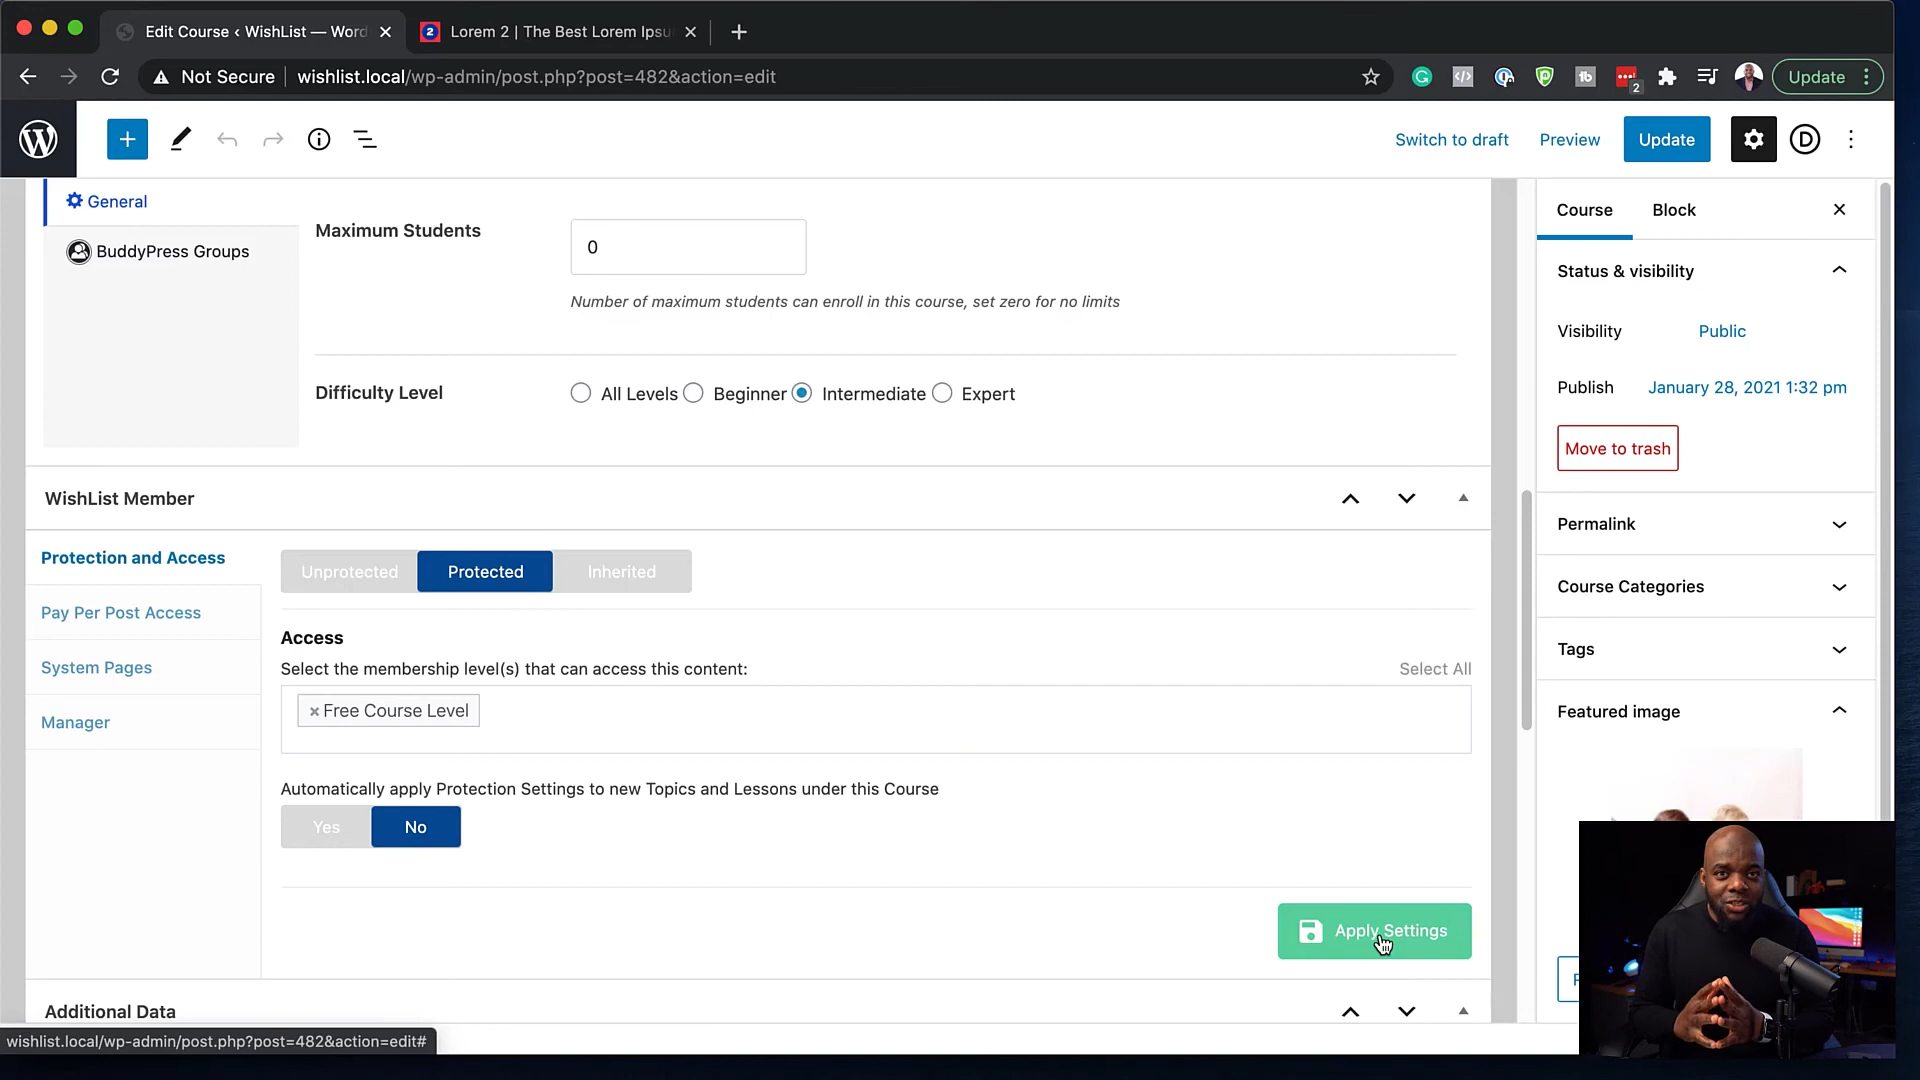 Edit Course ‹ WishList — Word
Lorem 2 | The Best Lorem Ipsu
Not Secure
wishlist.local/wp-admin/post.php?post=482&action=edit
2
Update
Switch to draft
Preview
Update
General
BuddyPress Groups
Maximum Students
0
Number of maximum students can enroll in this course, set zero for no limits
Difficulty Level
All Levels
Beginner
Intermediate
Expert
WishList Member
Protection and Access
Pay Per Post Access
System Pages
Manager
Unprotected
Protected
Inherited
Access
Select the membership level(s) that can access this content:
Select All
× Free Course Level
Automatically apply Protection Settings to new Topics and Lessons under this Course
Yes
No
Apply Settings
Additional Data
Course
Block
Status & visibility
Visibility
Public
Publish
January 28, 2021 1:32 pm
Move to trash
Permalink
Course Categories
Tags
Featured image
wishlist.local/wp-admin/post.php?post=482&action=edit#